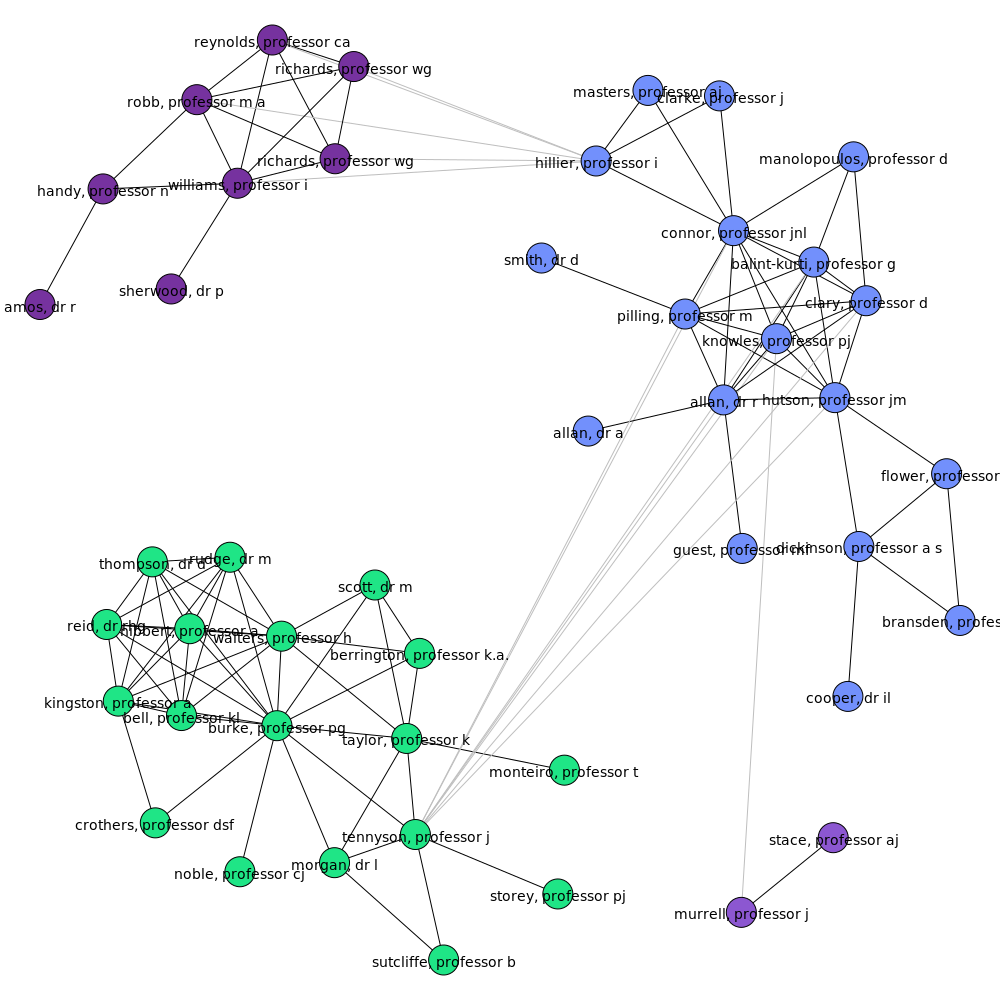 reynolds, professor ca
richards, professor wg
masters, professor aj
clarke, professor j
robb, professor m a
manolopoulos, professor d
richards, professor wg
hillier, professor i
handy, professor n
williams, professor i
connor, professor jnl
smith, dr d
balint-kurti, professor g
sherwood, dr p
amos, dr r
clary, professor d
pilling, professor m
knowles, professor pj
allan, dr r
hutson, professor jm
allan, dr a
flower, professor
guest, professor mf
dickinson, professor a s
thompson, dr d
rudge, dr m
scott, dr m
reid, dr rhg
hibbert, professor a
walters, professor h
bransden, profes
berrington, professor k.a.
kingston, professor a
bell, professor kl
cooper, dr il
burke, professor pg
taylor, professor k
monteiro, professor t
crothers, professor dsf
tennyson, professor j
stace, professor aj
morgan, dr l
noble, professor cj
storey, professor pj
murrell, professor j
sutcliffe, professor b